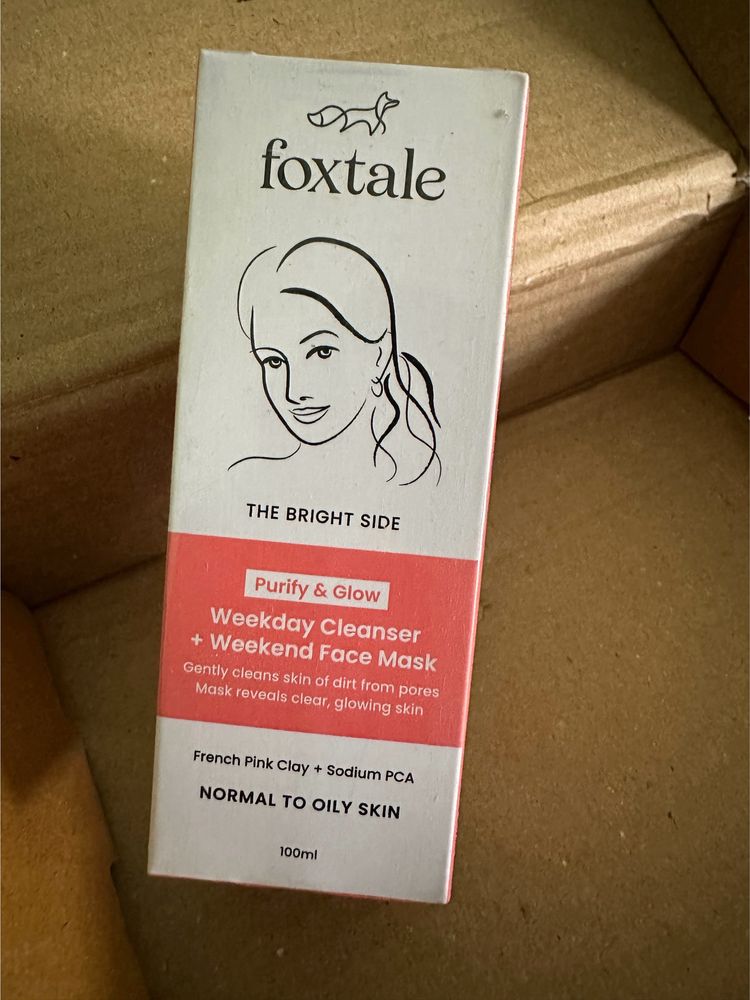 foxtale
THE BRIGHT SIDE
Purify & Glow
Weekday Cleanser
+ Weekend Face Mask
Gently cleans skin of dirt from pores
Mask reveals clear, glowing skin
French Pink Clay + Sodium PCA
NORMAL TO OILY SKIN
100ml